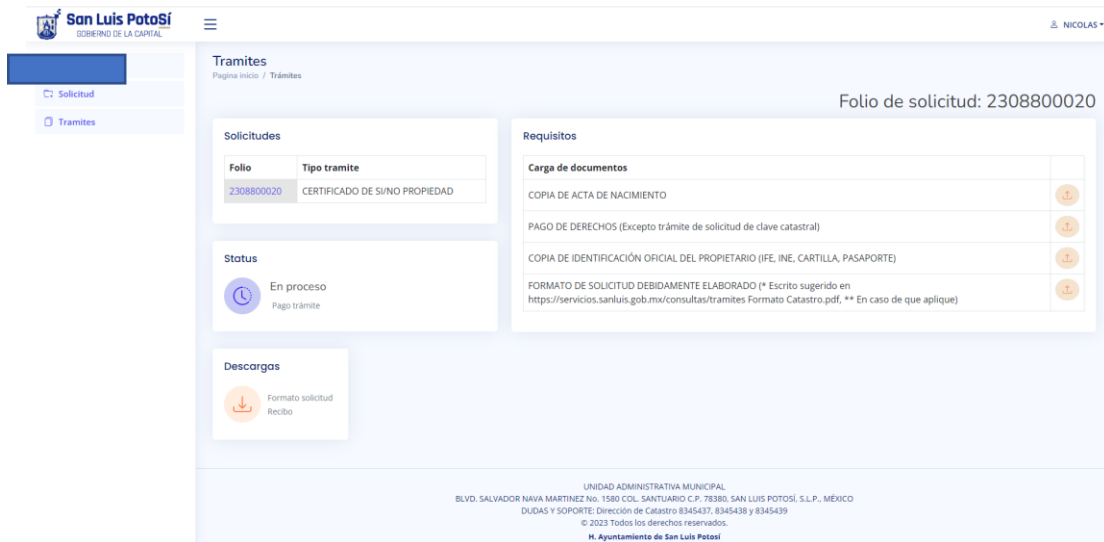 San Luis PotoSí
GOBIERNO DE LA CAPITAL
NICOLAS
Solicitud
Tramites
Tramites
Pagina inicio / Trámites
Folio de solicitud: 2308800020
Solicitudes
Folio Tipo tramite
2308800020 CERTIFICADO DE SI/NO PROPIEDAD
Status
En proceso
Pago trámite
Descargas
Formato solicitud
Recibo
Requisitos
Carga de documentos
COPIA DE ACTA DE NACIMIENTO
PAGO DE DERECHOS (Excepto trámite de solicitud de clave catastral)
COPIA DE IDENTIFICACIÓN OFICIAL DEL PROPIETARIO (IFE, INE, CARTILLA, PASAPORTE)
FORMATO DE SOLICITUD DEBIDAMENTE ELABORADO (* Escrito sugerido en
https://servicios.sanluis.gob.mx/consultas/tramites Formato Catastro.pdf, ** En caso de que aplique)
UNIDAD ADMINISTRATIVA MUNICIPAL
BLVD. SALVADOR NAVA MARTINEZ No. 1580 COL. SANTUARIO C.P. 78380, SAN LUIS POTOSÍ, S.L.P., MÉXICO
DUDAS Y SOPORTE: Dirección de Catastro 8345437, 8345438 y 8345439
© 2023 Todos los derechos reservados.
H. Ayuntamiento de San Luis Potosí